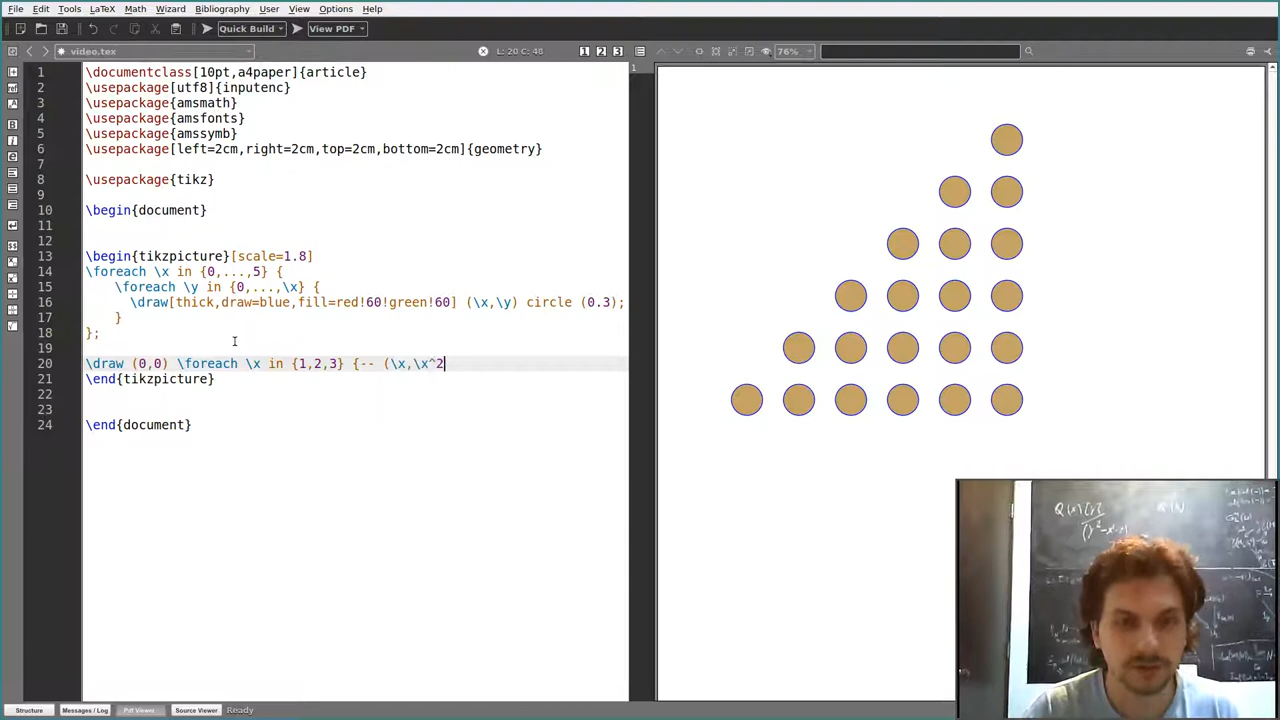 File Edit Tools LaTeX Math Wizard Bibliography User View Options Help
Quick Build View PDF
video.tex L: 20 C: 48 1 2 3 76%
1 \documentclass[10pt,a4paper]{article}
2 \usepackage[utf8]{inputenc}
3 \usepackage{amsmath}
4 \usepackage{amsfonts}
5 \usepackage{amssymb}
6 \usepackage[left=2cm,right=2cm,top=2cm,bottom=2cm]{geometry}
7
8 \usepackage{tikz}
9
10 \begin{document}
11
12
13 \begin{tikzpicture}[scale=1.8]
14 \foreach \x in {0,...,5} {
15 \foreach \y in {0,...,\x} {
16 \draw[thick,draw=blue,fill=red!60!green!60] (\x,\y) circle (0.3);
17 }
18 };
19
20 \draw (0,0) \foreach \x in {1,2,3} {-- (\x,\x^2
21 \end{tikzpicture}
22
23
24 \end{document}
1
Structure Messages / Log Pdf Viewer Source Viewer Ready